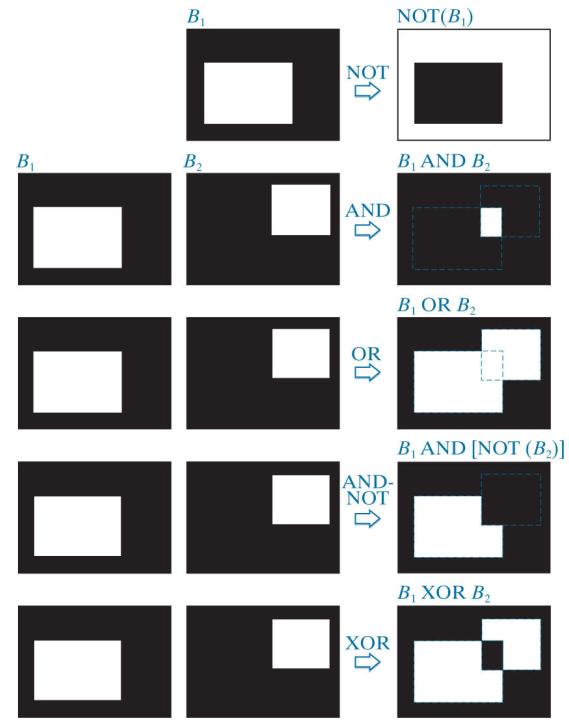 B₁ NOT(B₁)
NOT
B₁ B₂ B₁ AND B₂
AND
B₁ OR B₂
OR
B₁ AND [NOT (B₂)]
AND-
NOT
B₁ XOR B₂
XOR